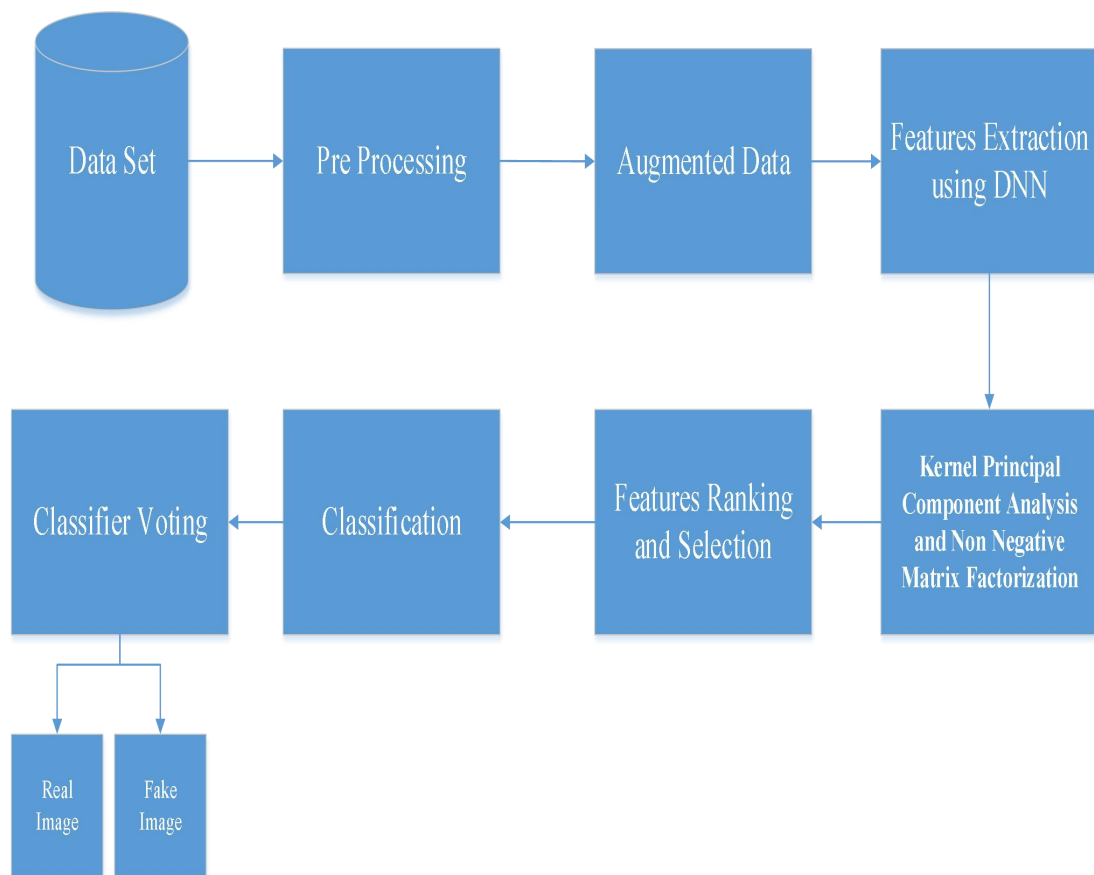 Data Set
Pre Processing
Augmented Data
Features Extraction
using DNN
Kernel Principal
Component Analysis
and Non Negative
Matrix Factorization
Features Ranking
and Selection
Classification
Classifier Voting
Real
Image
Fake
Image